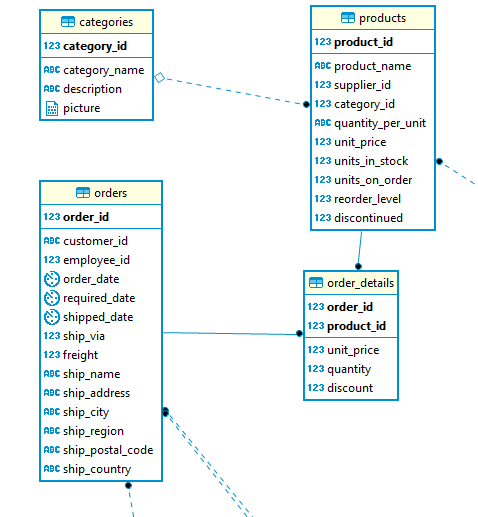 categories
123 category_id
ABC category_name
ABC description
picture
products
123 product_id
ABC product_name
123 supplier_id
123 category_id
ABC quantity_per_unit
123 unit_price
123 units_in_stock
123 units_on_order
123 reorder_level
123 discontinued
orders
123 order_id
ABC customer_id
123 employee_id
order_date
required_date
shipped_date
123 ship_via
123 freight
ABC ship_name
ABC ship_address
ABC ship_city
ABC ship_region
ABC ship_postal_code
ABC ship_country
order_details
123 order_id
123 product_id
123 unit_price
123 quantity
123 discount